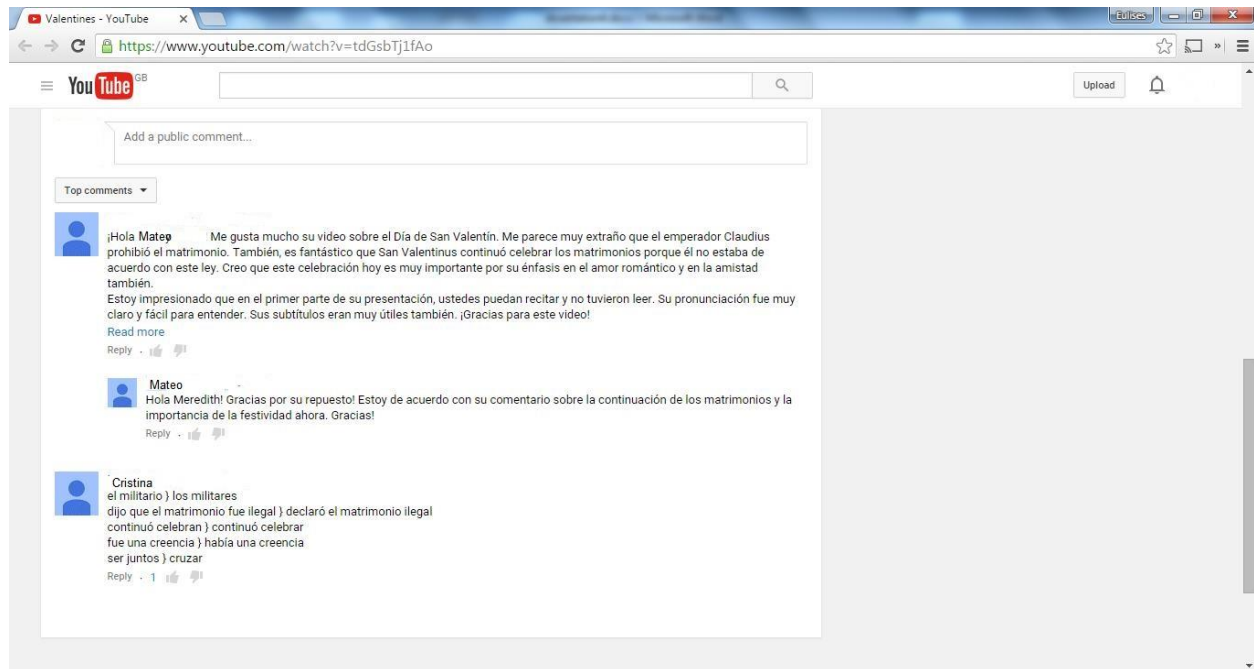 Valentines - YouTube
Eulises
https://www.youtube.com/watch?v=tdGsbTj1fAo
YouTube GB
Upload
Add a public comment...
Top comments
¡Hola Mateo Me gusta mucho su video sobre el Día de San Valentín. Me parece muy extraño que el emperador Claudius
prohibió el matrimonio. También, es fantástico que San Valentinus continuó celebrar los matrimonios porque él no estaba de
acuerdo con este ley. Creo que este celebración hoy es muy importante por su énfasis en el amor romántico y en la amistad
también.
Estoy impresionado que en el primer parte de su presentación, ustedes puedan recitar y no tuvieron leer. Su pronunciación fue muy
claro y fácil para entender. Sus subtítulos eran muy útiles también. ¡Gracias para este video!
Read more
Reply
Mateo
Hola Meredith! Gracias por su repuesto! Estoy de acuerdo con su comentario sobre la continuación de los matrimonios y la
importancia de la festividad ahora. Gracias!
Reply
Cristina
el militario } los militares
dijo que el matrimonio fue ilegal } declaró el matrimonio ilegal
continuó celebran } continuó celebrar
fue una creencia } había una creencia
ser juntos } cruzar
Reply · 1